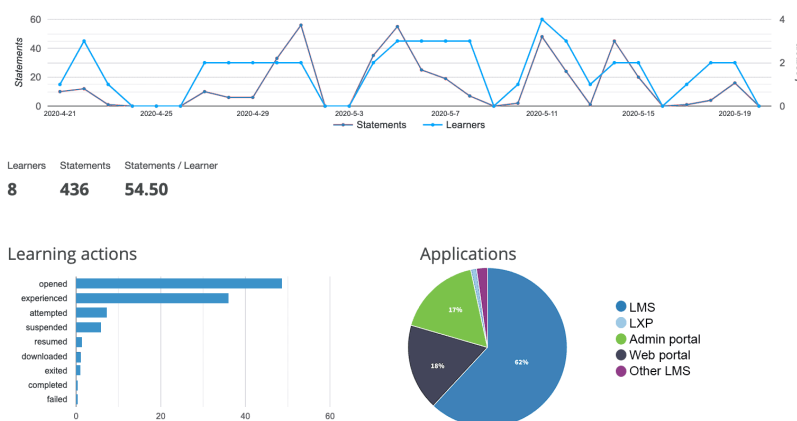 60
40
20
0
4
2
0
Statements
2020-4-21 2020-4-25 2020-4-29 2020-5-3 2020-5-7 2020-5-11 2020-5-15 2020-5-19
Statements Learners
Learners Statements Statements / Learner
8 436 54.50
Learning actions
opened
experienced
attempted
suspended
resumed
downloaded
exited
completed
failed
0 20 40 60
Applications
17%
18%
62%
LMS
LXP
Admin portal
Web portal
Other LMS